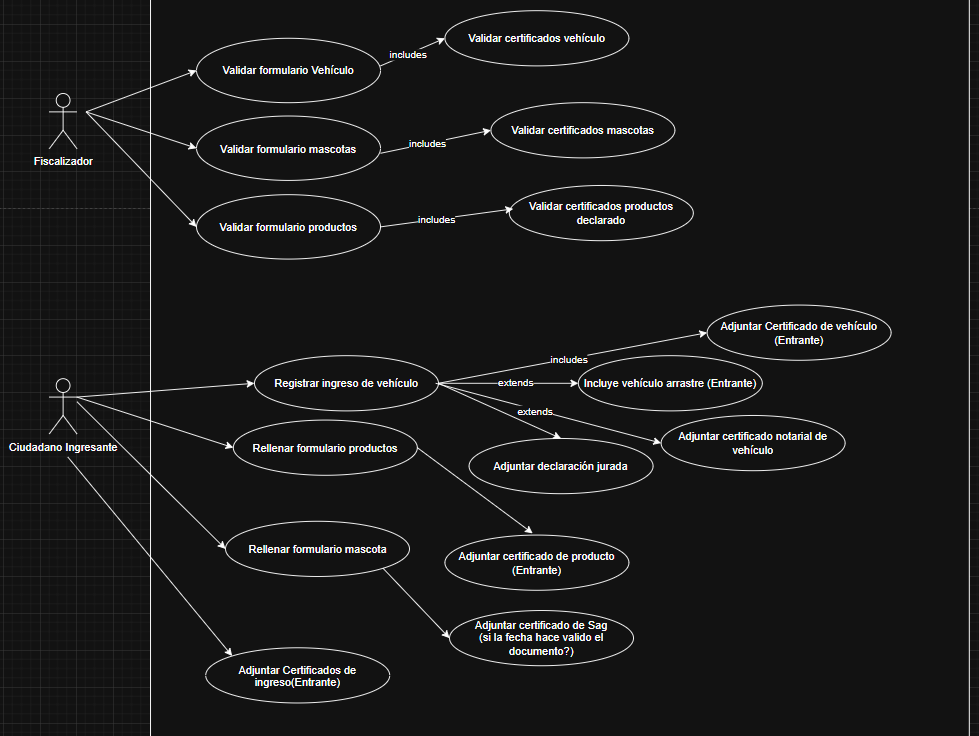 Validar certificados vehículo
includes
Validar formulario Vehículo
Fiscalizador
Validar certificados mascotas
includes
Validar formulario mascotas
Validar certificados productos
declarado
includes
Validar formulario productos
Adjuntar Certificado de vehículo
(Entrante)
includes
Registrar ingreso de vehículo
extends
Incluye vehículo arrastre (Entrante)
extends
Ciudadano Ingresante
Rellenar formulario productos
Adjuntar certificado notarial de
vehículo
Adjuntar declaración jurada
Rellenar formulario mascota
Adjuntar certificado de producto
(Entrante)
Adjuntar certificado de Sag
(si la fecha hace valido el
documento?)
Adjuntar Certificados de
ingreso(Entrante)